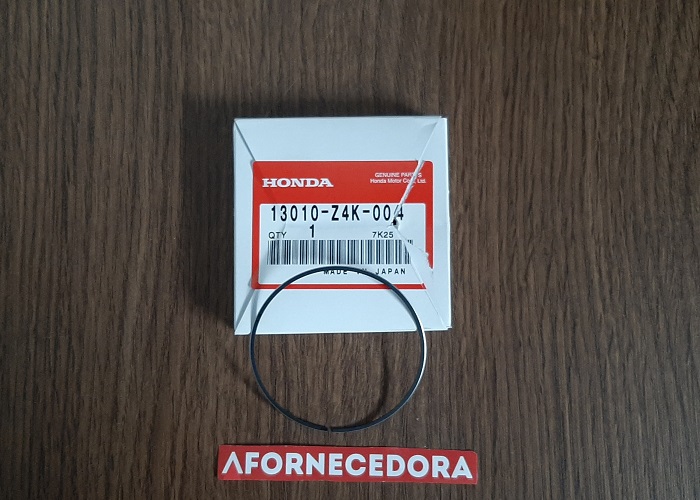 HONDA
GENUINE PARTS
Honda Motor Co., Ltd.
13010-Z4K-004
QTY 1 7K25
MADE IN JAPAN
AFORNECEDORA